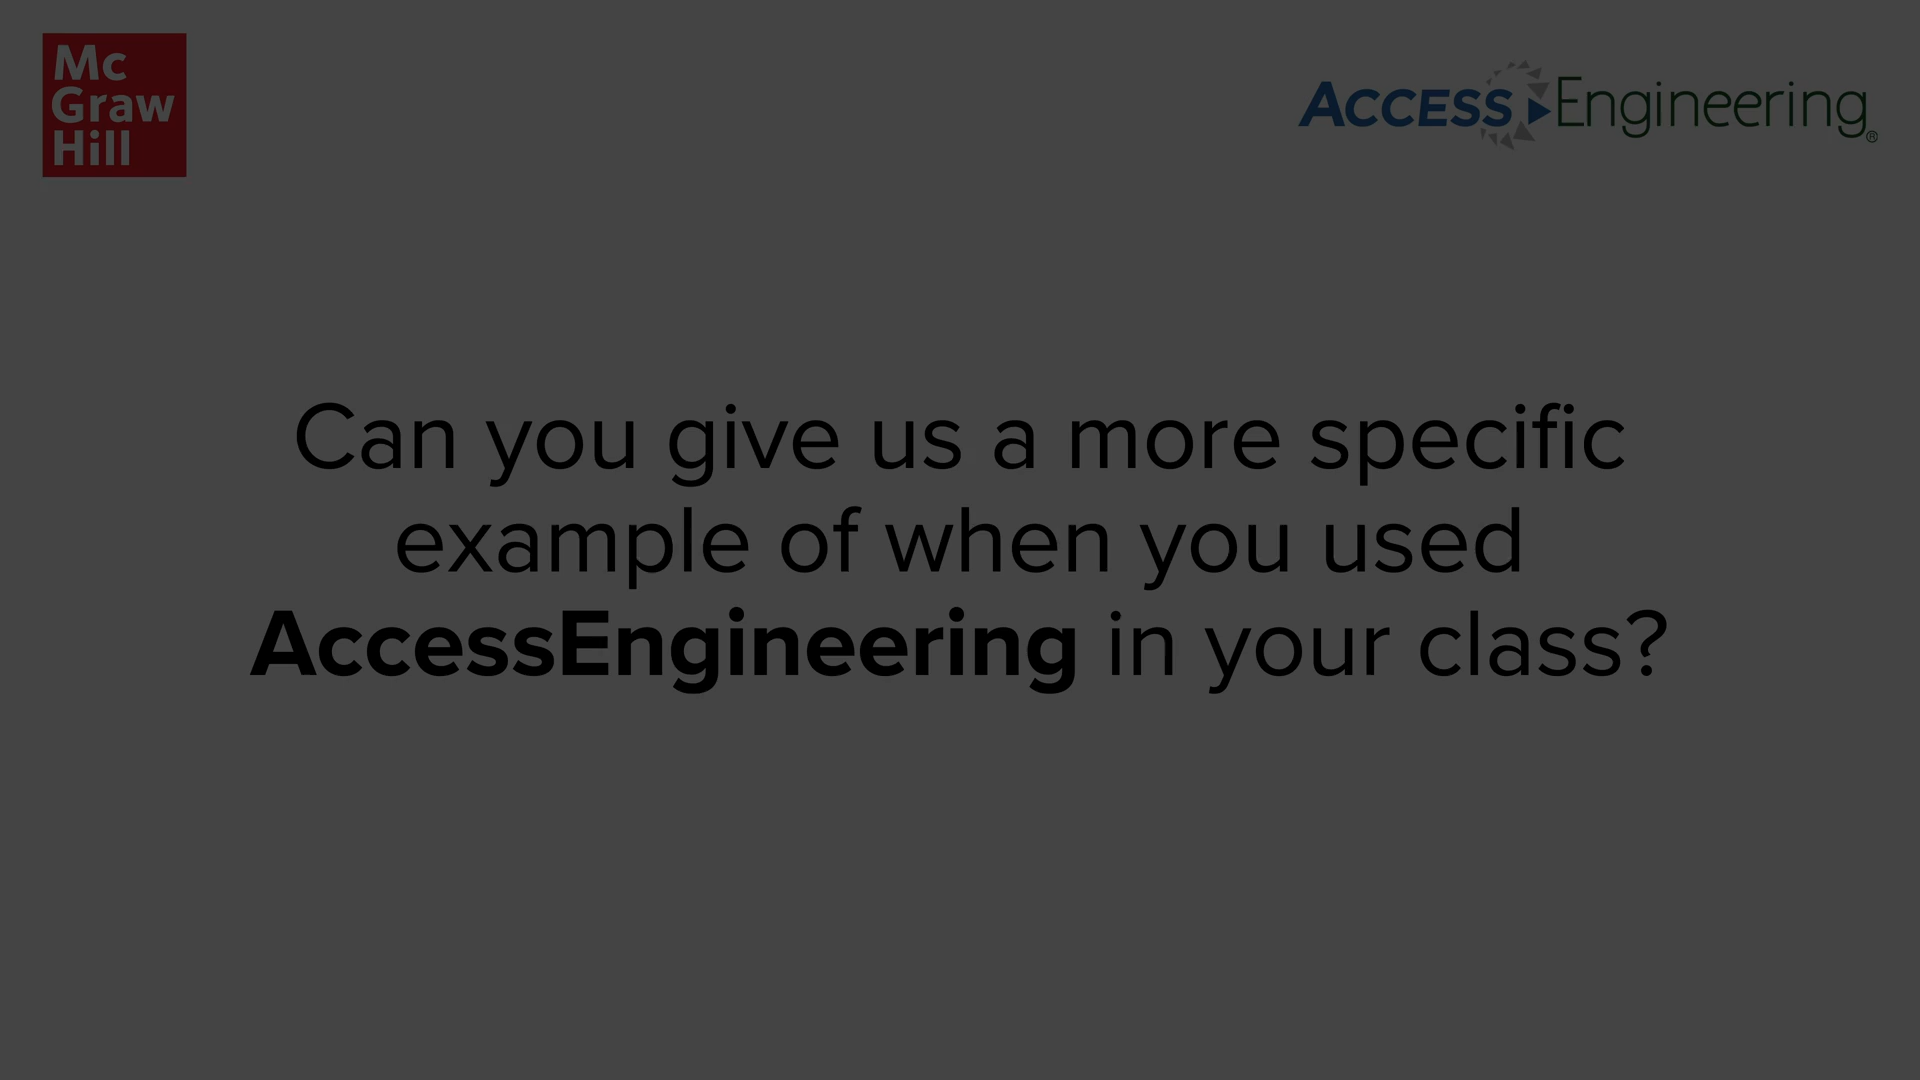 Mc
Graw
Hill
ACCESS Engineering®
Can you give us a more specific
example of when you used
AccessEngineering in your class?